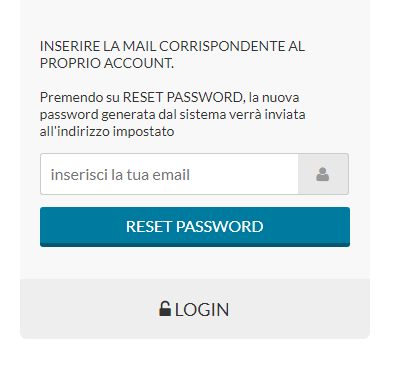 INSERIRE LA MAIL CORRISPONDENTE AL
PROPRIO ACCOUNT.
Premendo su RESET PASSWORD, la nuova
password generata dal sistema verrà inviata
all'indirizzo impostato
inserisci la tua email
RESET PASSWORD
LOGIN